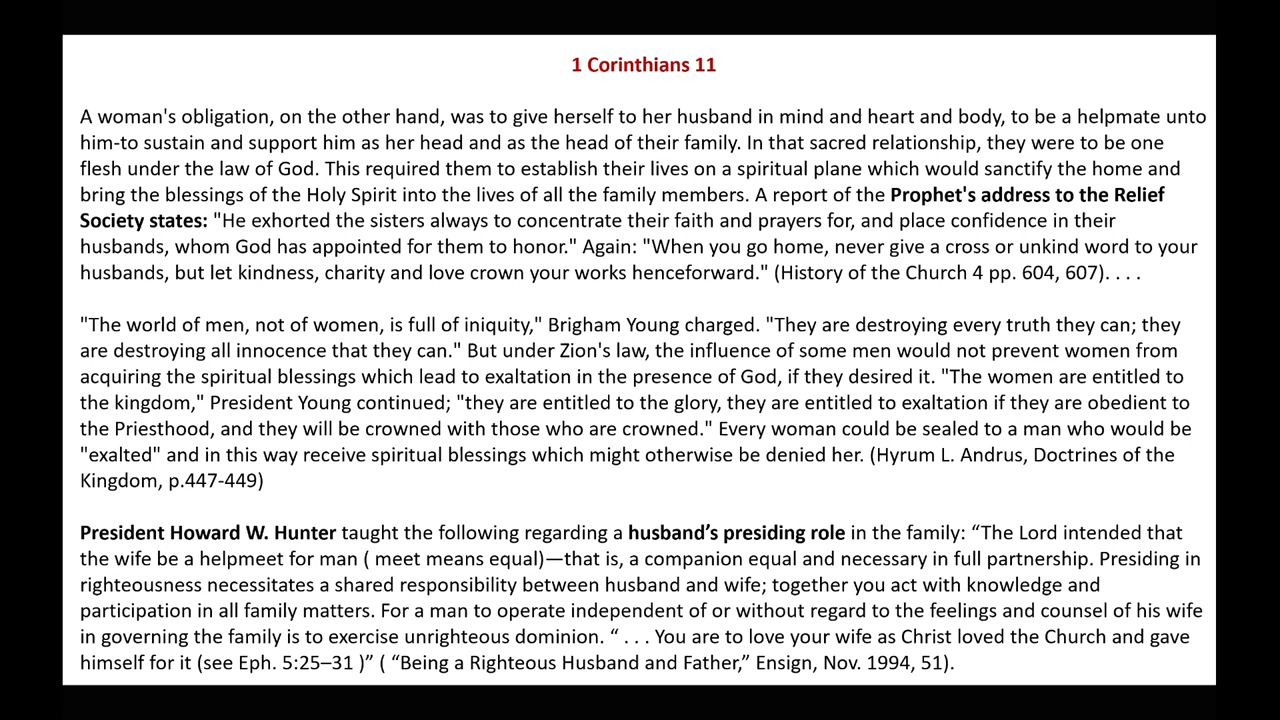 1 Corinthians 11
A woman's obligation, on the other hand, was to give herself to her husband in mind and heart and body, to be a helpmate unto
him-to sustain and support him as her head and as the head of their family. In that sacred relationship, they were to be one
flesh under the law of God. This required them to establish their lives on a spiritual plane which would sanctify the home and
bring the blessings of the Holy Spirit into the lives of all the family members. A report of the Prophet's address to the Relief
Society states: "He exhorted the sisters always to concentrate their faith and prayers for, and place confidence in their
husbands, whom God has appointed for them to honor." Again: "When you go home, never give a cross or unkind word to your
husbands, but let kindness, charity and love crown your works henceforward." (History of the Church 4 pp. 604, 607). . . .
"The world of men, not of women, is full of iniquity," Brigham Young charged. "They are destroying every truth they can; they
are destroying all innocence that they can." But under Zion's law, the influence of some men would not prevent women from
acquiring the spiritual blessings which lead to exaltation in the presence of God, if they desired it. "The women are entitled to
the kingdom," President Young continued; "they are entitled to the glory, they are entitled to exaltation if they are obedient to
the Priesthood, and they will be crowned with those who are crowned." Every woman could be sealed to a man who would be
"exalted" and in this way receive spiritual blessings which might otherwise be denied her. (Hyrum L. Andrus, Doctrines of the
Kingdom, p.447-449)
President Howard W. Hunter taught the following regarding a husband’s presiding role in the family: “The Lord intended that
the wife be a helpmeet for man ( meet means equal)—that is, a companion equal and necessary in full partnership. Presiding in
righteousness necessitates a shared responsibility between husband and wife; together you act with knowledge and
participation in all family matters. For a man to operate independent of or without regard to the feelings and counsel of his wife
in governing the family is to exercise unrighteous dominion. “ . . . You are to love your wife as Christ loved the Church and gave
himself for it (see Eph. 5:25–31 )” ( “Being a Righteous Husband and Father,” Ensign, Nov. 1994, 51).